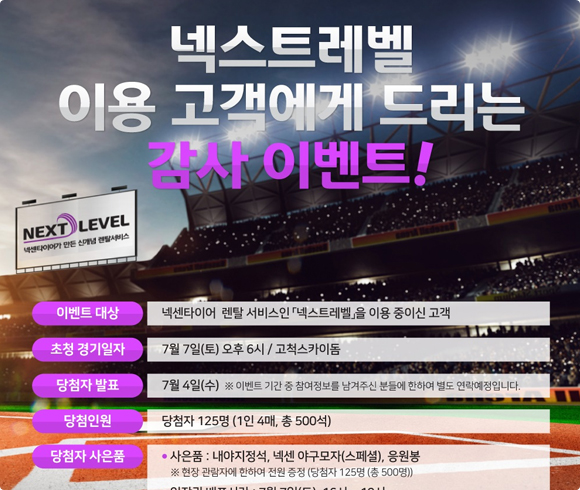 넥스트레벨
이용 고객에게 드리는
감사 이벤트!
NEXT LEVEL
넥센타이어가 만든 신개념 렌탈서비스
이벤트 대상 넥센타이어 렌탈 서비스인 「넥스트레벨」을 이용 중이신 고객
초청 경기일자 7월 7일(토) 오후 6시 / 고척스카이돔
당첨자 발표 7월 4일(수) ※ 이벤트 기간 중 참여정보를 남겨주신 분들에 한하여 별도 연락예정입니다.
당첨인원 당첨자 125명 (1인 4매, 총 500석)
당첨자 사은품 • 사은품 : 내야지정석, 넥센 야구모자(스페셜), 응원봉
※ 현장 관람자에 한하여 전원 증정 (당첨자 125명 (총 500명))